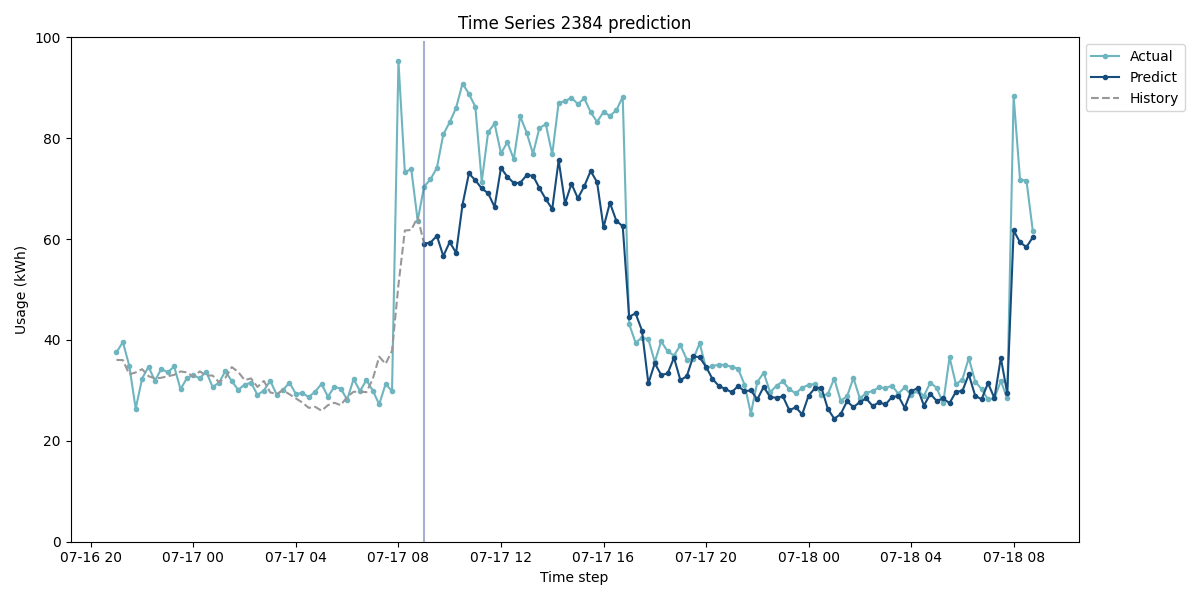 Time Series 2384 prediction
100
80
60
40
20
0
Usage (kWh)
07-16 20
07-17 00
07-17 04
07-17 08
07-17 12
07-17 16
07-17 20
07-18 00
07-18 04
07-18 08
Time step
Actual
Predict
History